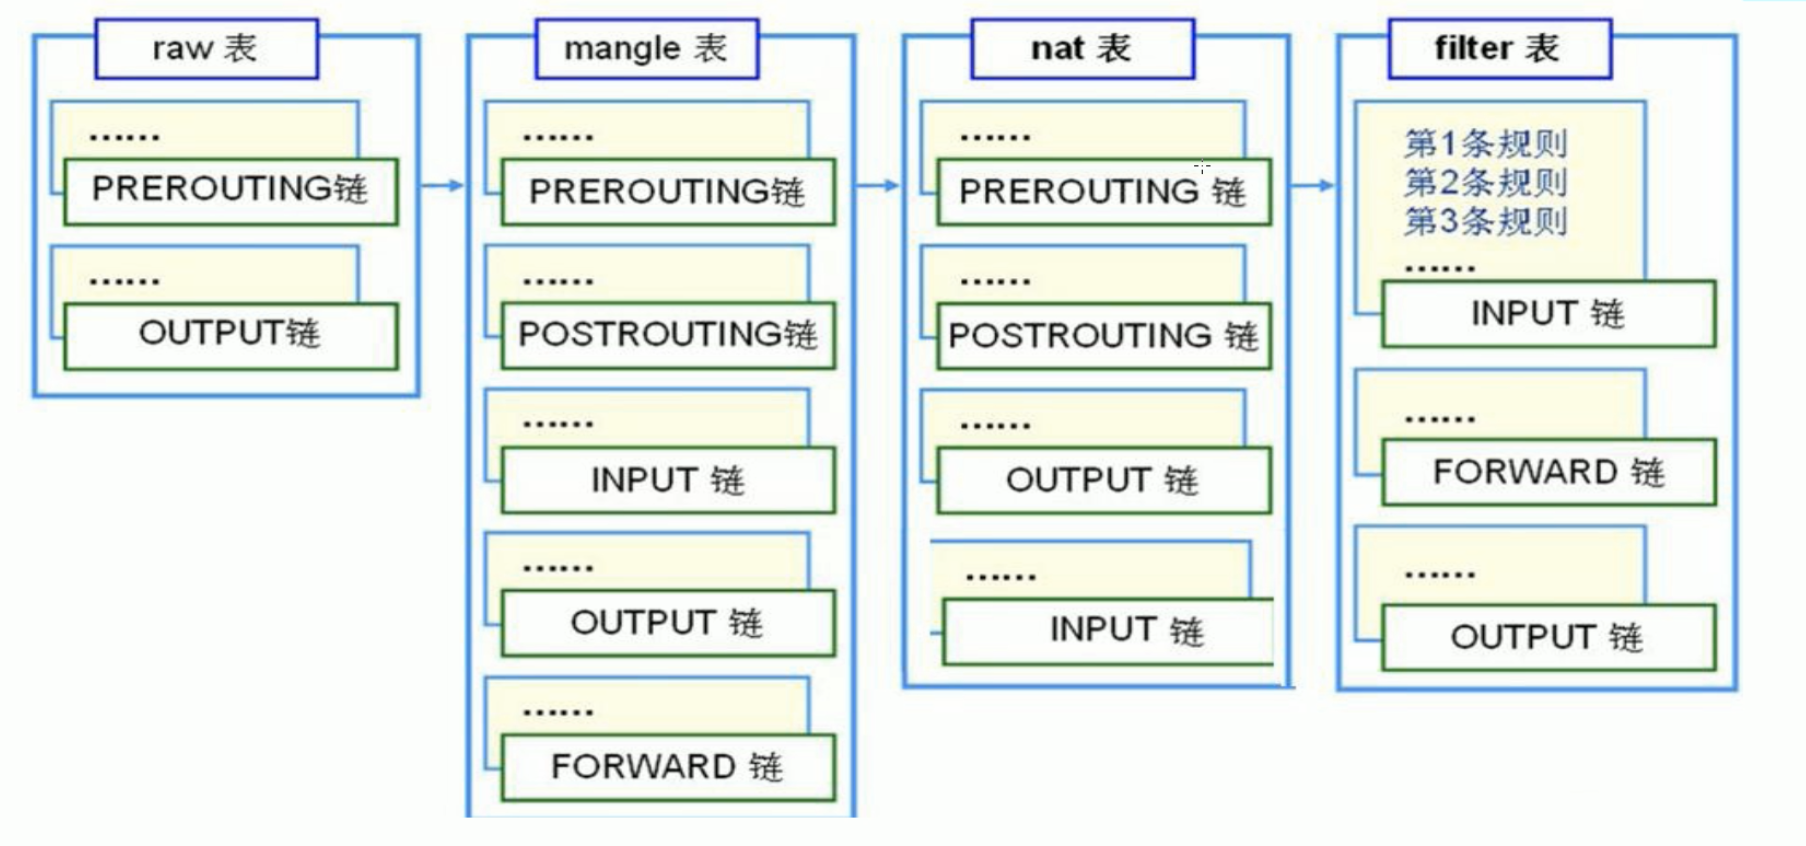 raw 表
……
PREROUTING链
……
OUTPUT链
mangle 表
……
PREROUTING链
……
POSTROUTING链
……
INPUT 链
……
OUTPUT 链
……
FORWARD 链
nat 表
……
PREROUTING 链
……
POSTROUTING 链
……
OUTPUT 链
……
INPUT 链
filter 表
第1条规则
第2条规则
第3条规则
……
INPUT 链
……
FORWARD 链
……
OUTPUT 链